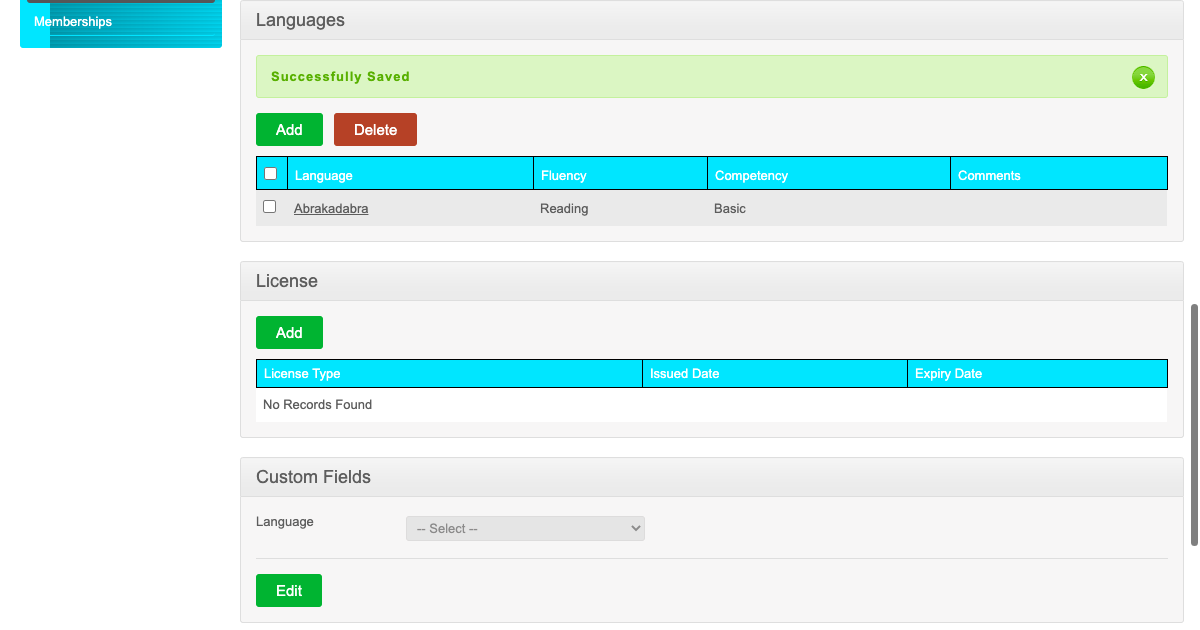 Memberships
Languages
Successfully Saved
Add Delete
Language Fluency Competency Comments
Abrakadabra Reading Basic
License
Add
License Type Issued Date Expiry Date
No Records Found
Custom Fields
Language -- Select --
Edit